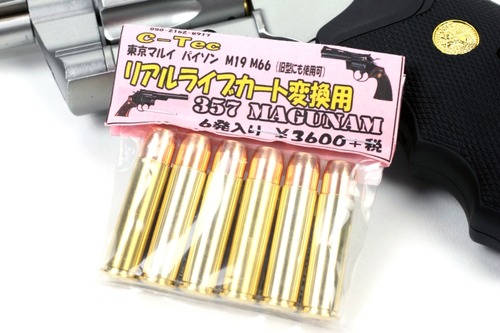 C-Tec
東京マルイ パイソン M19 M66 (旧型にも使用可)
リアルライブカート変換用
357 MAGUNAM
6発入り ¥3600+税